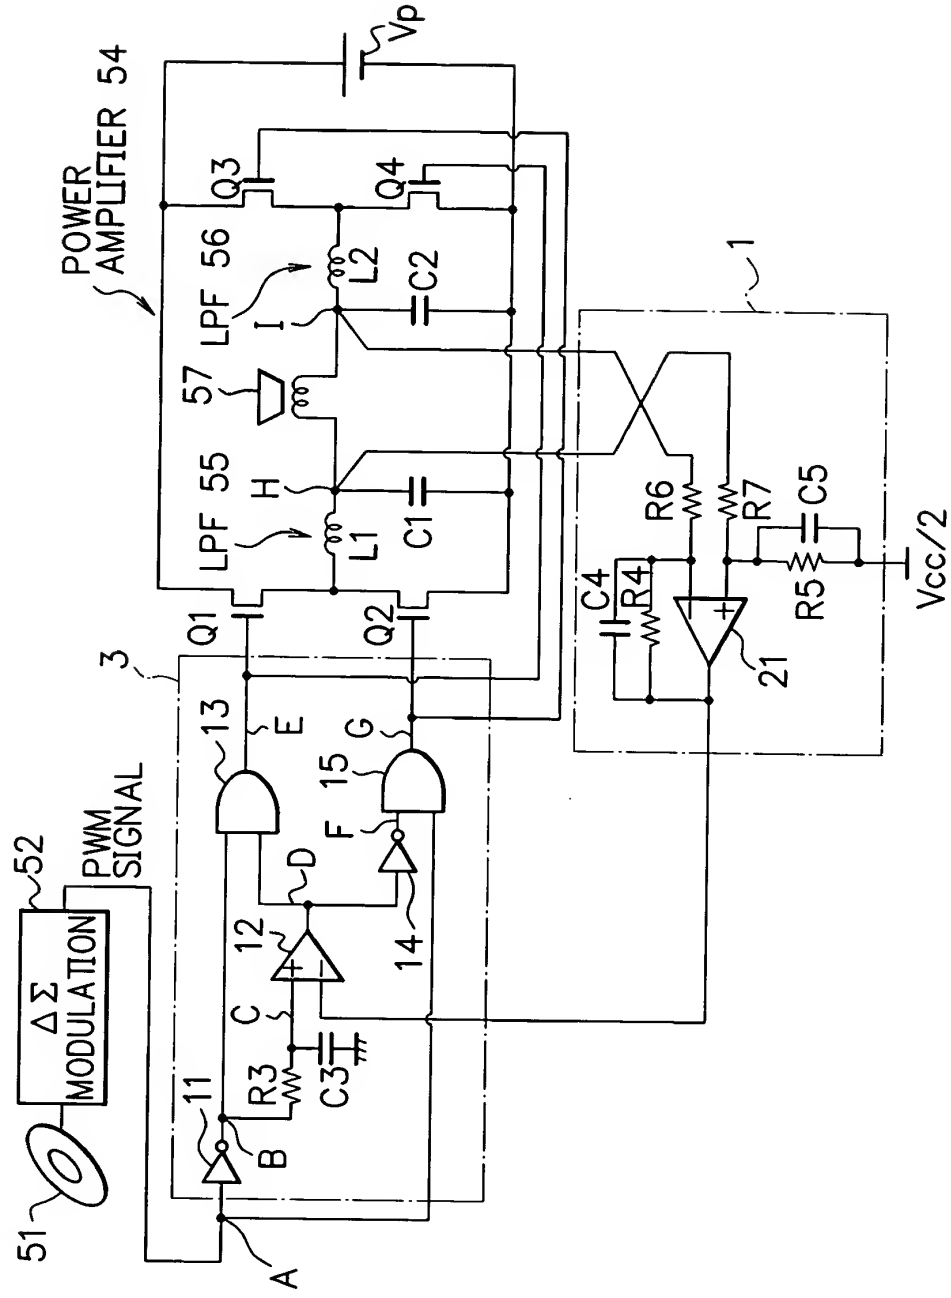 51
ΔΣ
MODULATION
52
PWM
SIGNAL
A
11
B
R3
C3
C
12
+
−
D
14
F
13
15
E
G
3
Q1
Q2
LPF 55
L1
H
C1
57
LPF 56
I
L2
C2
POWER
AMPLIFIER 54
Q3
Q4
Vp
1
R6
R7
C4
R4
−
+
21
R5
C5
Vcc/2